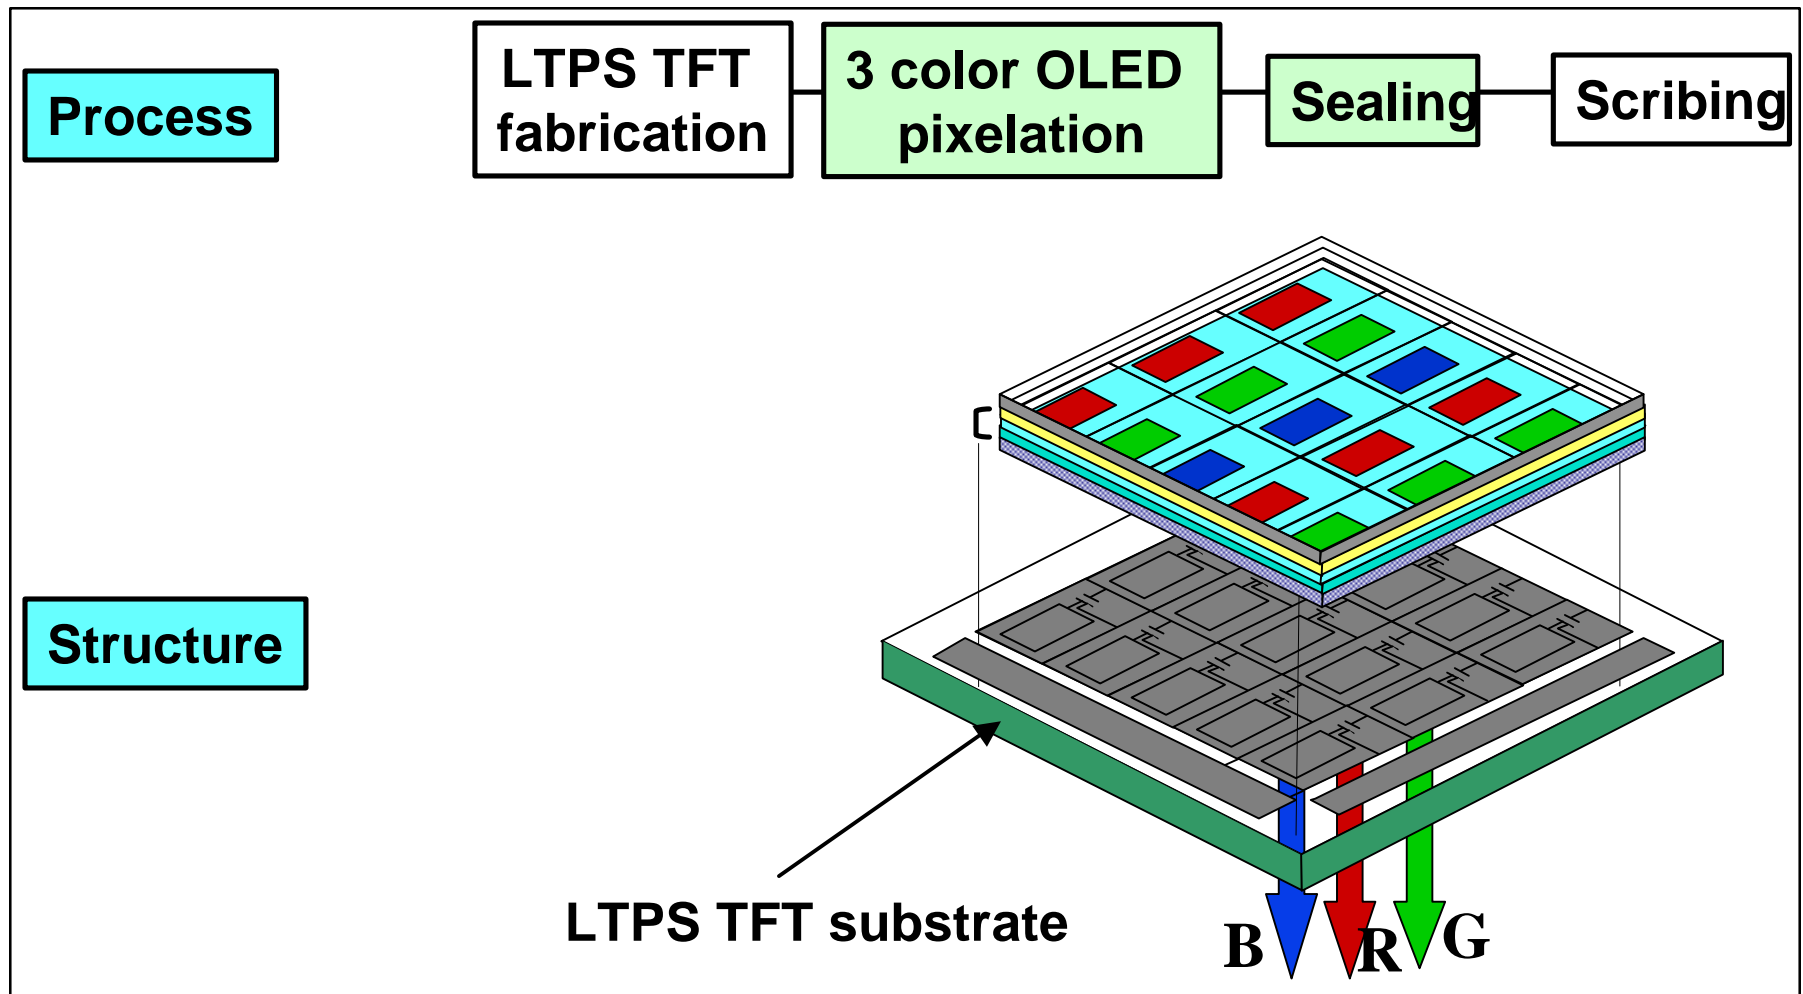 Process
LTPS TFT
fabrication
3 color OLED
pixelation
Sealing
Scribing
Structure
LTPS TFT substrate
B
R
G